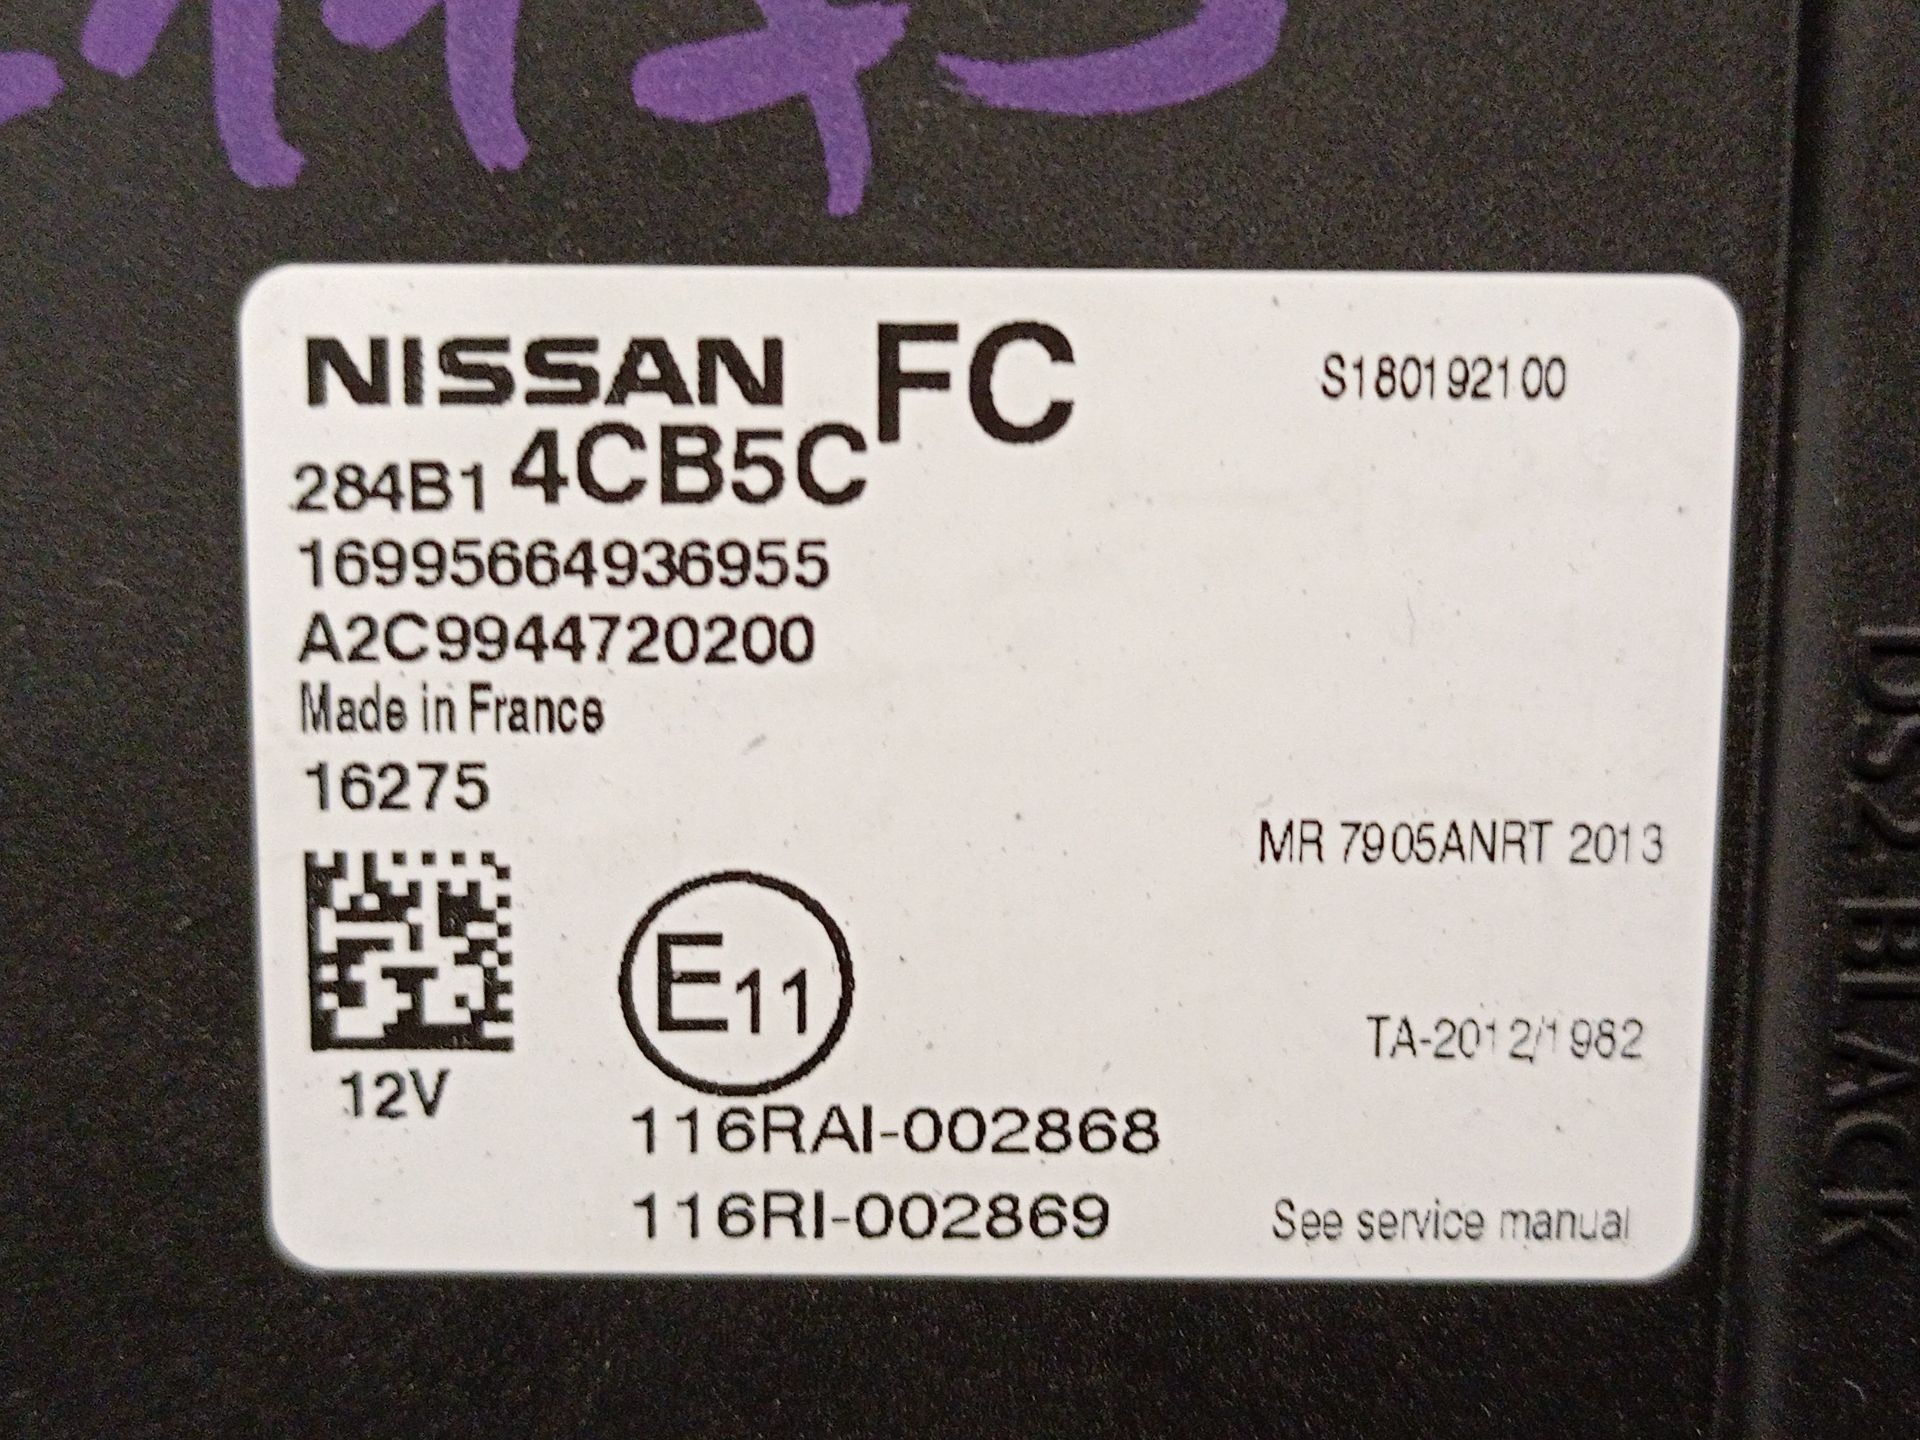 NISSAN FC
S180192100
284B1 4CB5C
16995664936955
A2C9944720200
Made in France
16275
MR 7905ANRT 2013
E11
TA-2012/1982
12V
116RAI-002868
116RI-002869
See service manual
BLACK